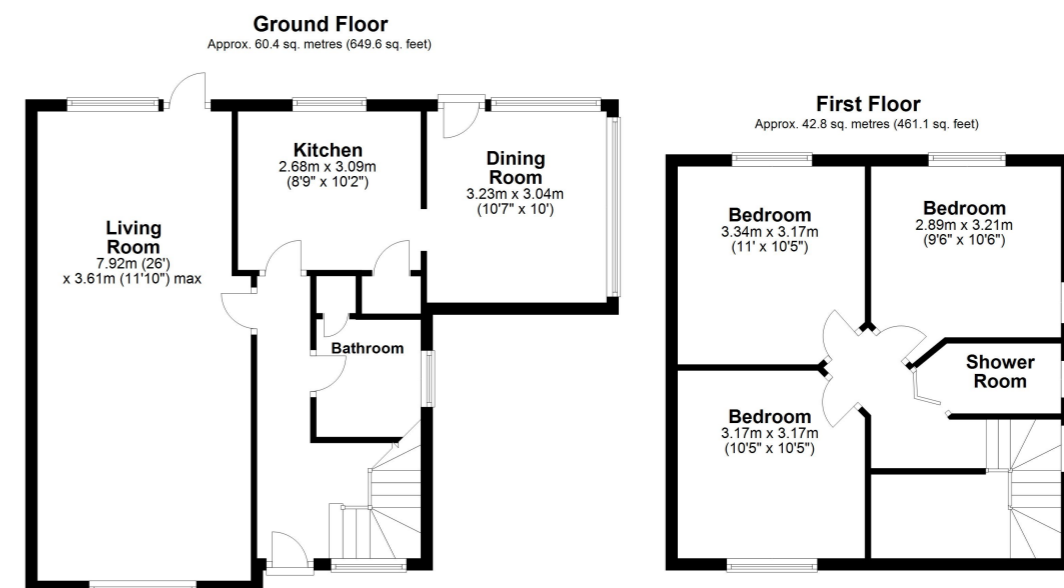 Ground Floor
Approx. 60.4 sq. metres (649.6 sq. feet)
Living
Room
7.92m (26')
x 3.61m (11'10") max
Kitchen
2.68m x 3.09m
(8'9" x 10'2")
Dining
Room
3.23m x 3.04m
(10'7" x 10')
Bathroom
First Floor
Approx. 42.8 sq. metres (461.1 sq. feet)
Bedroom
3.34m x 3.17m
(11' x 10'5")
Bedroom
2.89m x 3.21m
(9'6" x 10'6")
Shower
Room
Bedroom
3.17m x 3.17m
(10'5" x 10'5")